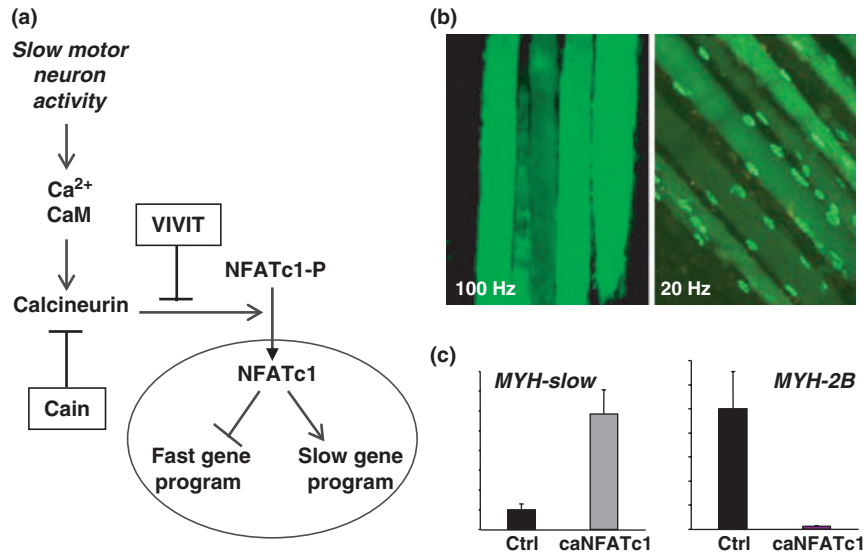 (a)
Slow motor
neuron
activity
Ca²⁺
CaM
VIVIT
NFATc1-P
Calcineurin
NFATc1
Cain
Fast gene
program
Slow gene
program
(b)
100 Hz
20 Hz
(c)
MYH-slow
Ctrl
caNFATc1
MYH-2B
Ctrl
caNFATc1